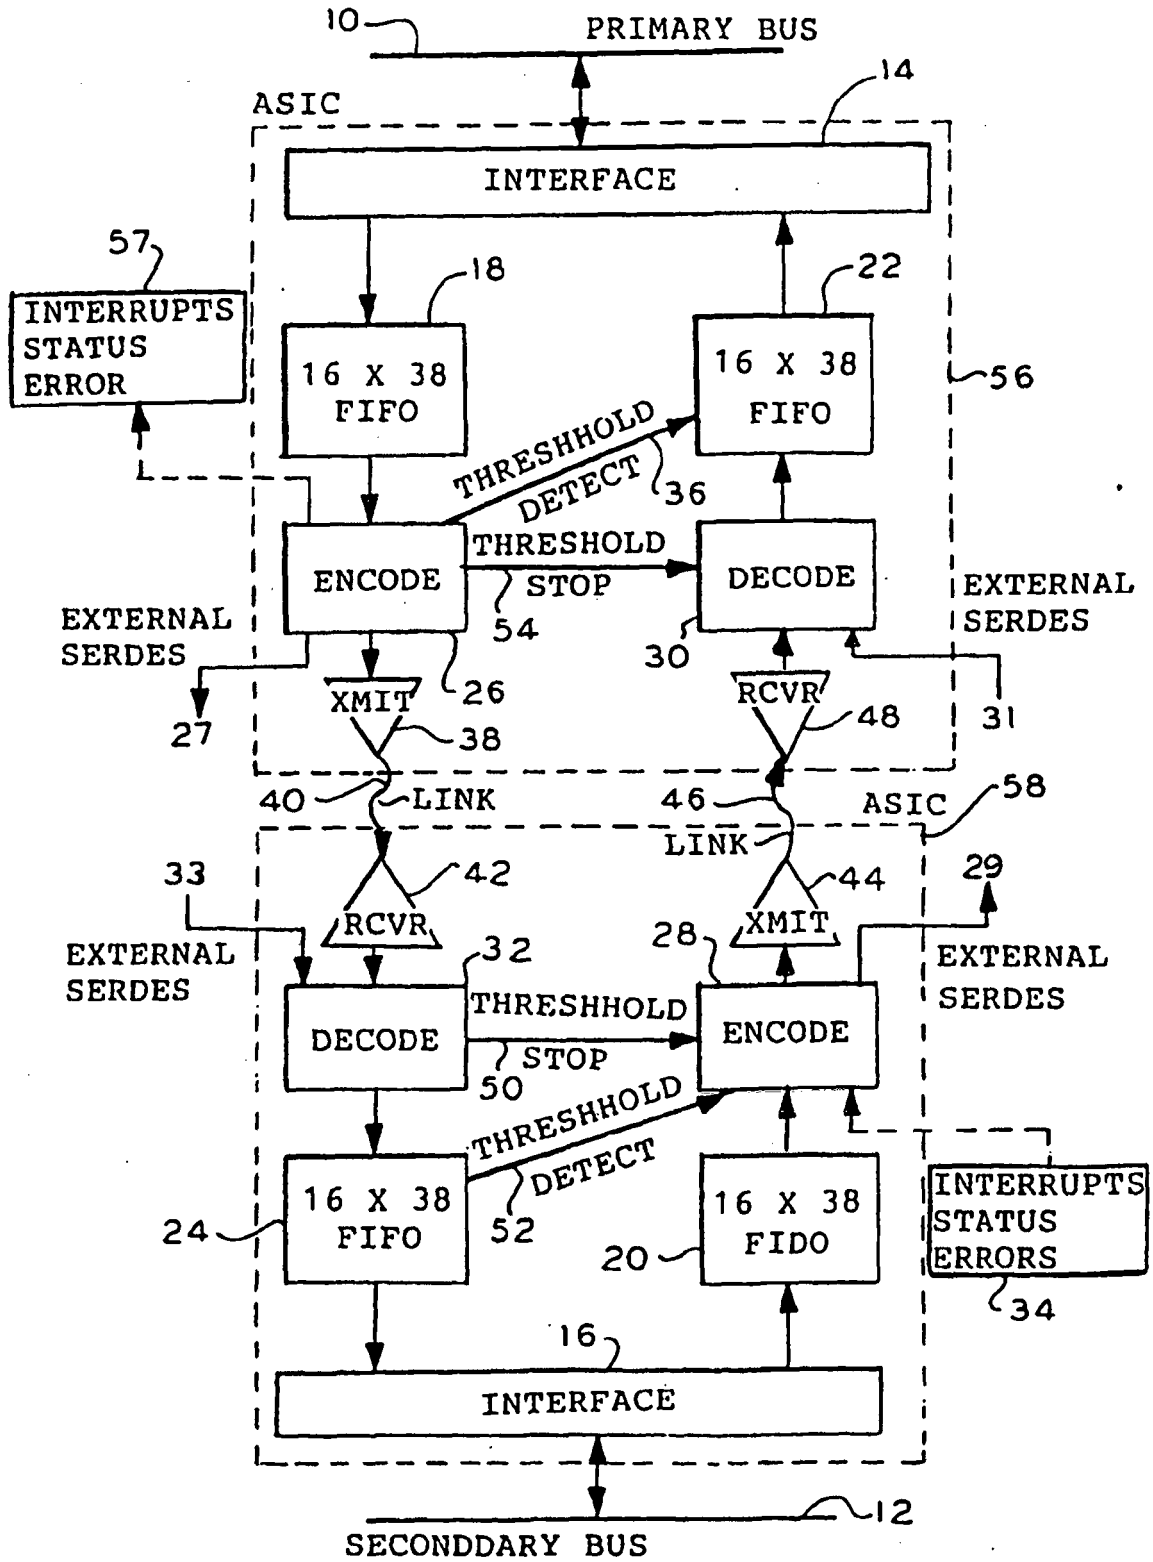 10
PRIMARY BUS
14
ASIC
INTERFACE
57
18
22
INTERRUPTS
STATUS
ERROR
16 X 38
FIFO
16 X 38
FIFO
56
THRESHHOLD
DETECT
36
ENCODE
THRESHOLD
STOP
54
DECODE
30
EXTERNAL
SERDES
27
EXTERNAL
SERDES
31
26
XMIT
38
RCVR
48
40
LINK
46
LINK
ASIC
58
33
EXTERNAL
SERDES
42
RCVR
44
XMIT
29
EXTERNAL
SERDES
32
28
DECODE
THRESHHOLD
STOP
50
ENCODE
THRESHHOLD
DETECT
52
24
16 X 38
FIFO
20
16 X 38
FIDO
INTERRUPTS
STATUS
ERRORS
34
16
INTERFACE
12
SECONDDARY BUS